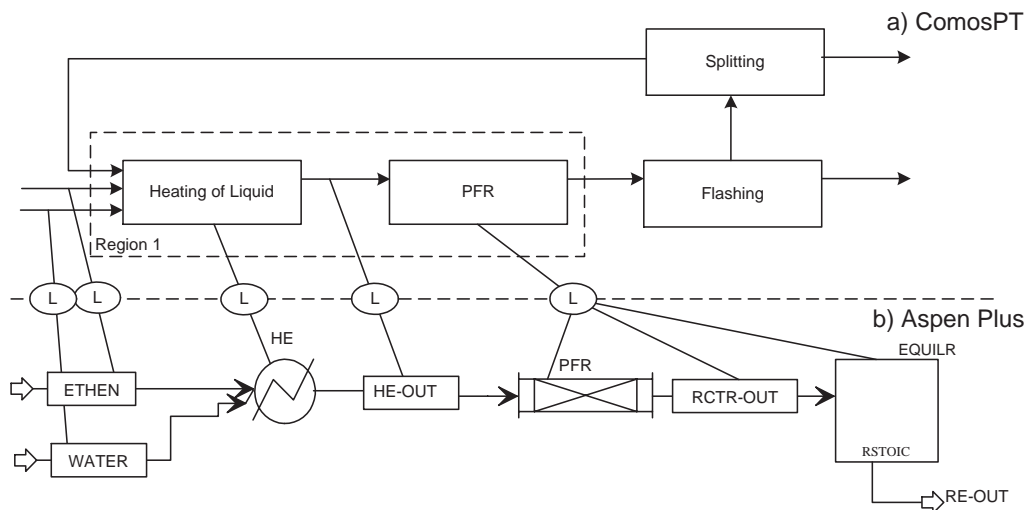 a) ComosPT
Splitting
Heating of Liquid
PFR
Flashing
Region 1
L
L
L
L
L
b) Aspen Plus
HE
EQUILR
PFR
ETHEN
HE-OUT
RCTR-OUT
WATER
RSTOIC
RE-OUT